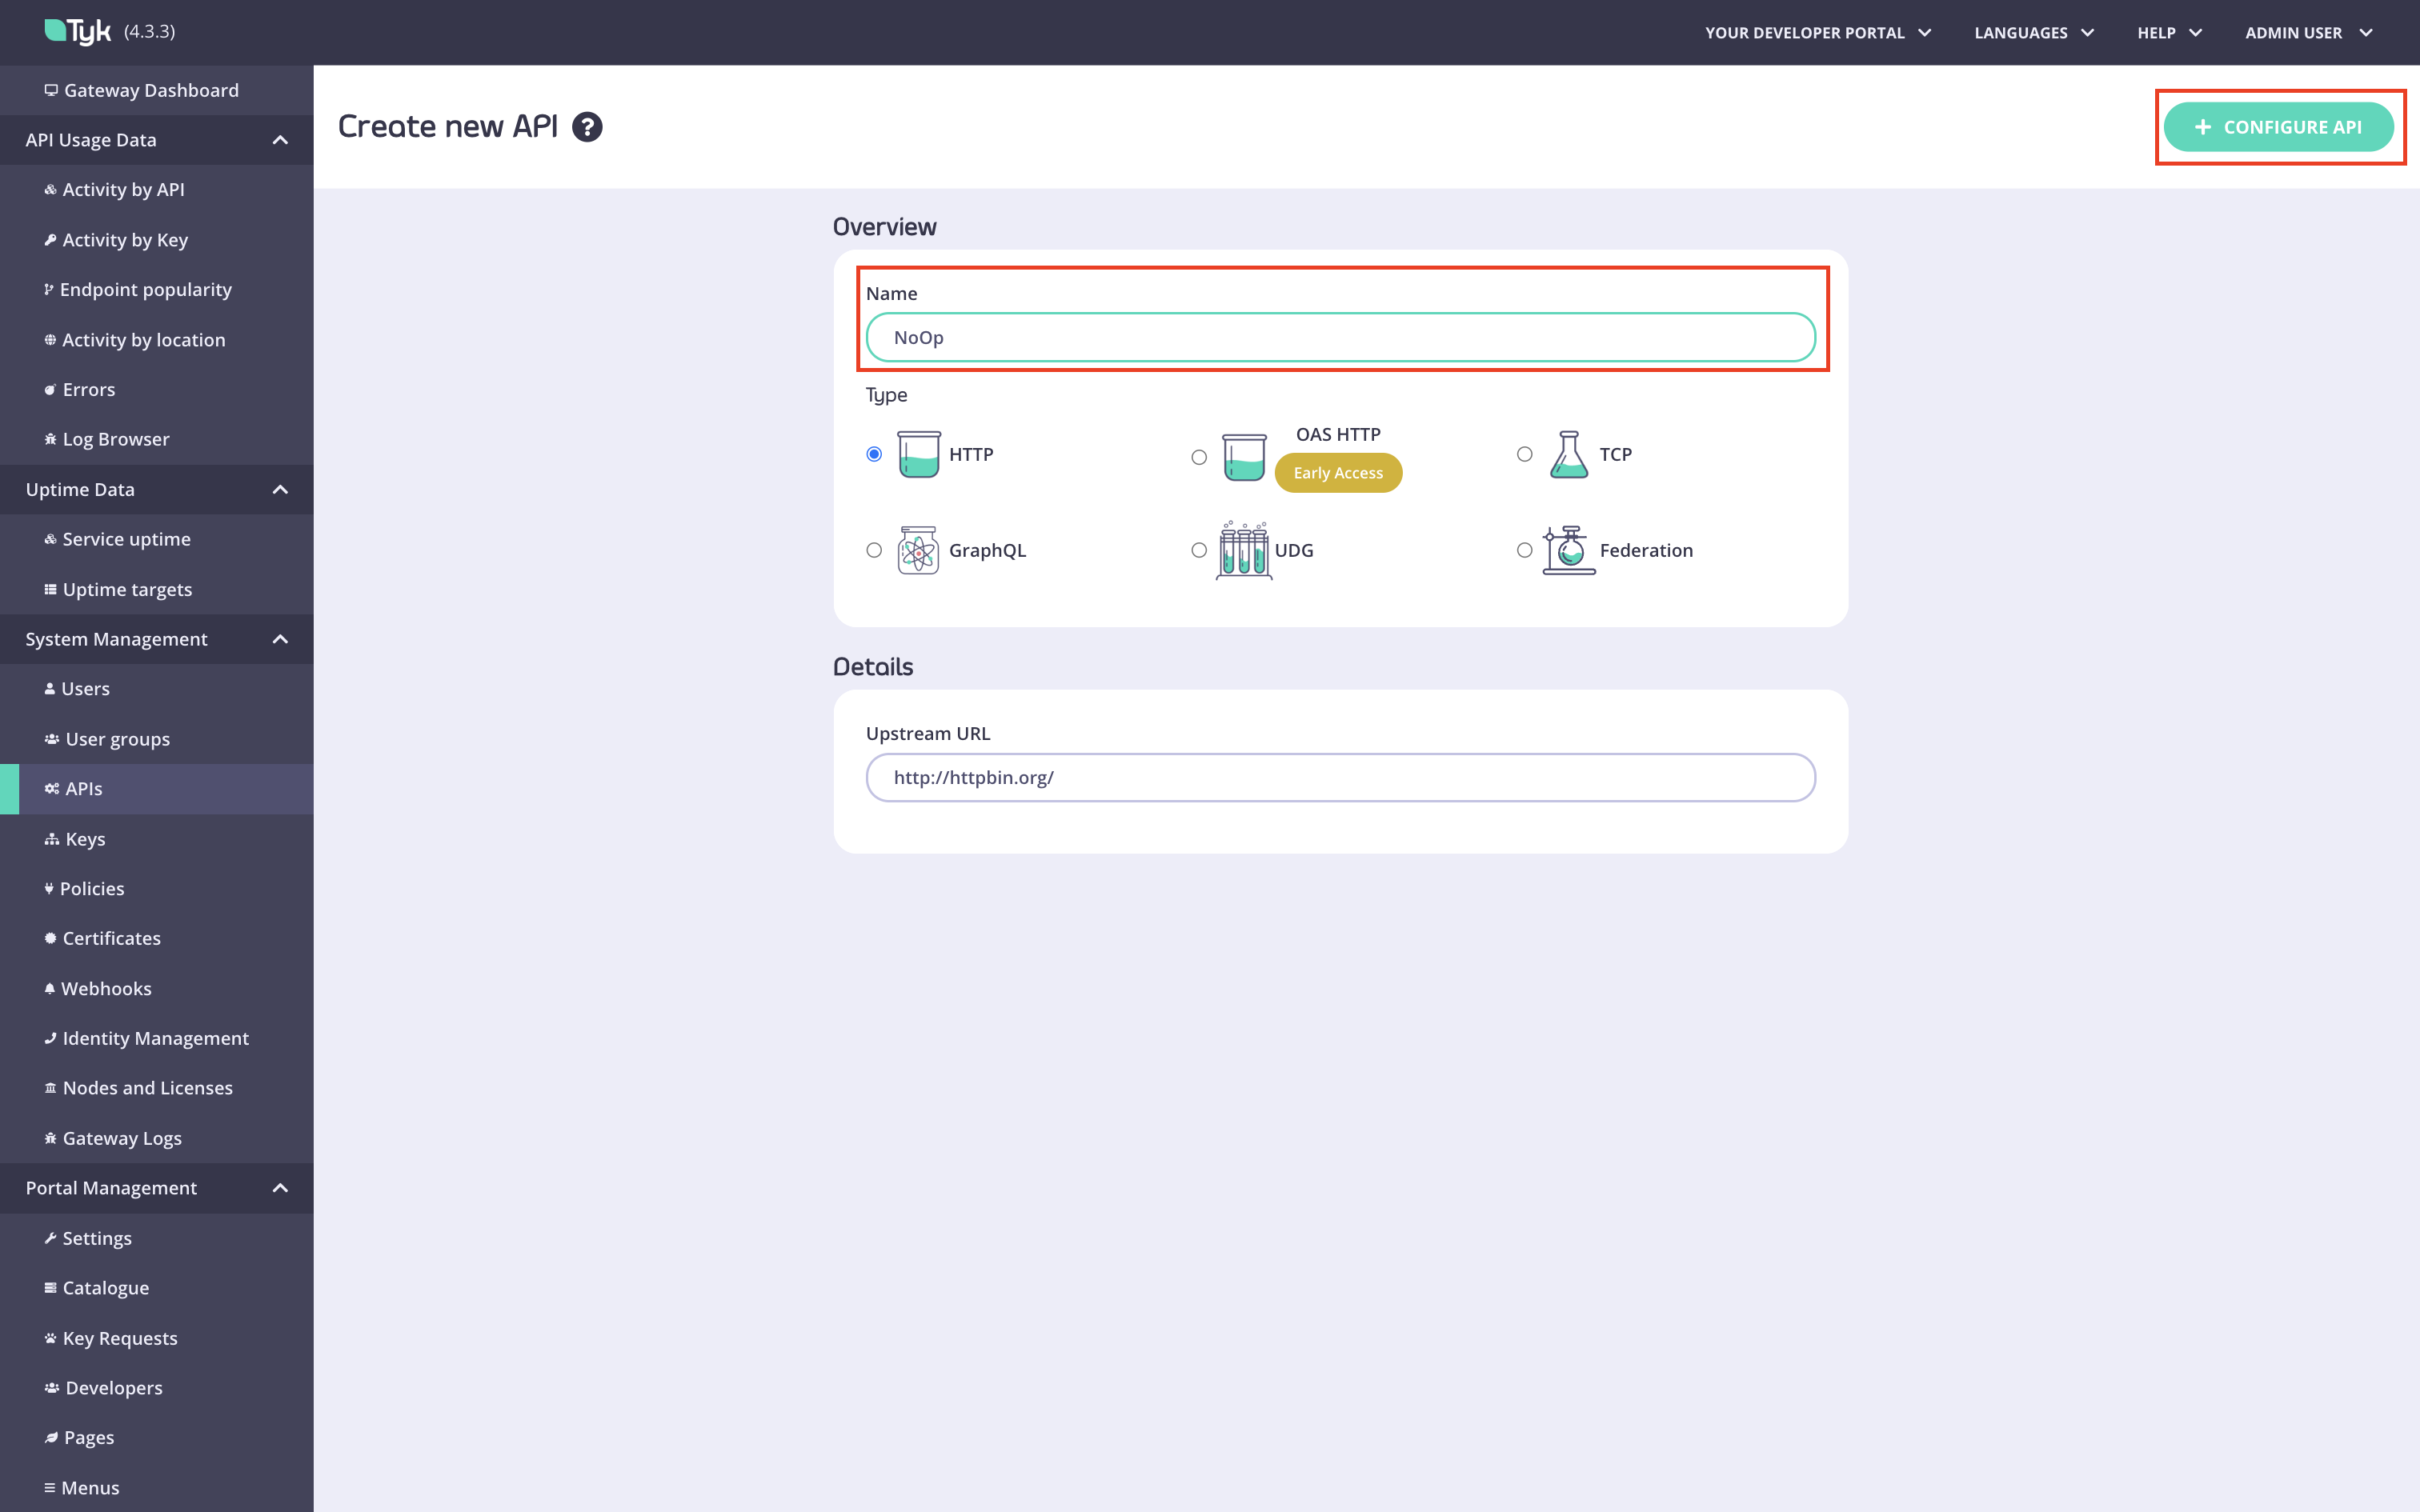 Tyk (4.3.3)
YOUR DEVELOPER PORTAL
LANGUAGES
HELP
ADMIN USER
Gateway Dashboard
API Usage Data
Activity by API
Activity by Key
Endpoint popularity
Activity by location
Errors
Log Browser
Uptime Data
Service uptime
Uptime targets
System Management
Users
User groups
APIs
Keys
Policies
Certificates
Webhooks
Identity Management
Nodes and Licenses
Gateway Logs
Portal Management
Settings
Catalogue
Key Requests
Developers
Pages
Menus
Create new API ?
+ CONFIGURE API
Overview
Name
NoOp
Type
HTTP
OAS HTTP
Early Access
TCP
GraphQL
UDG
Federation
Details
Upstream URL
http://httpbin.org/